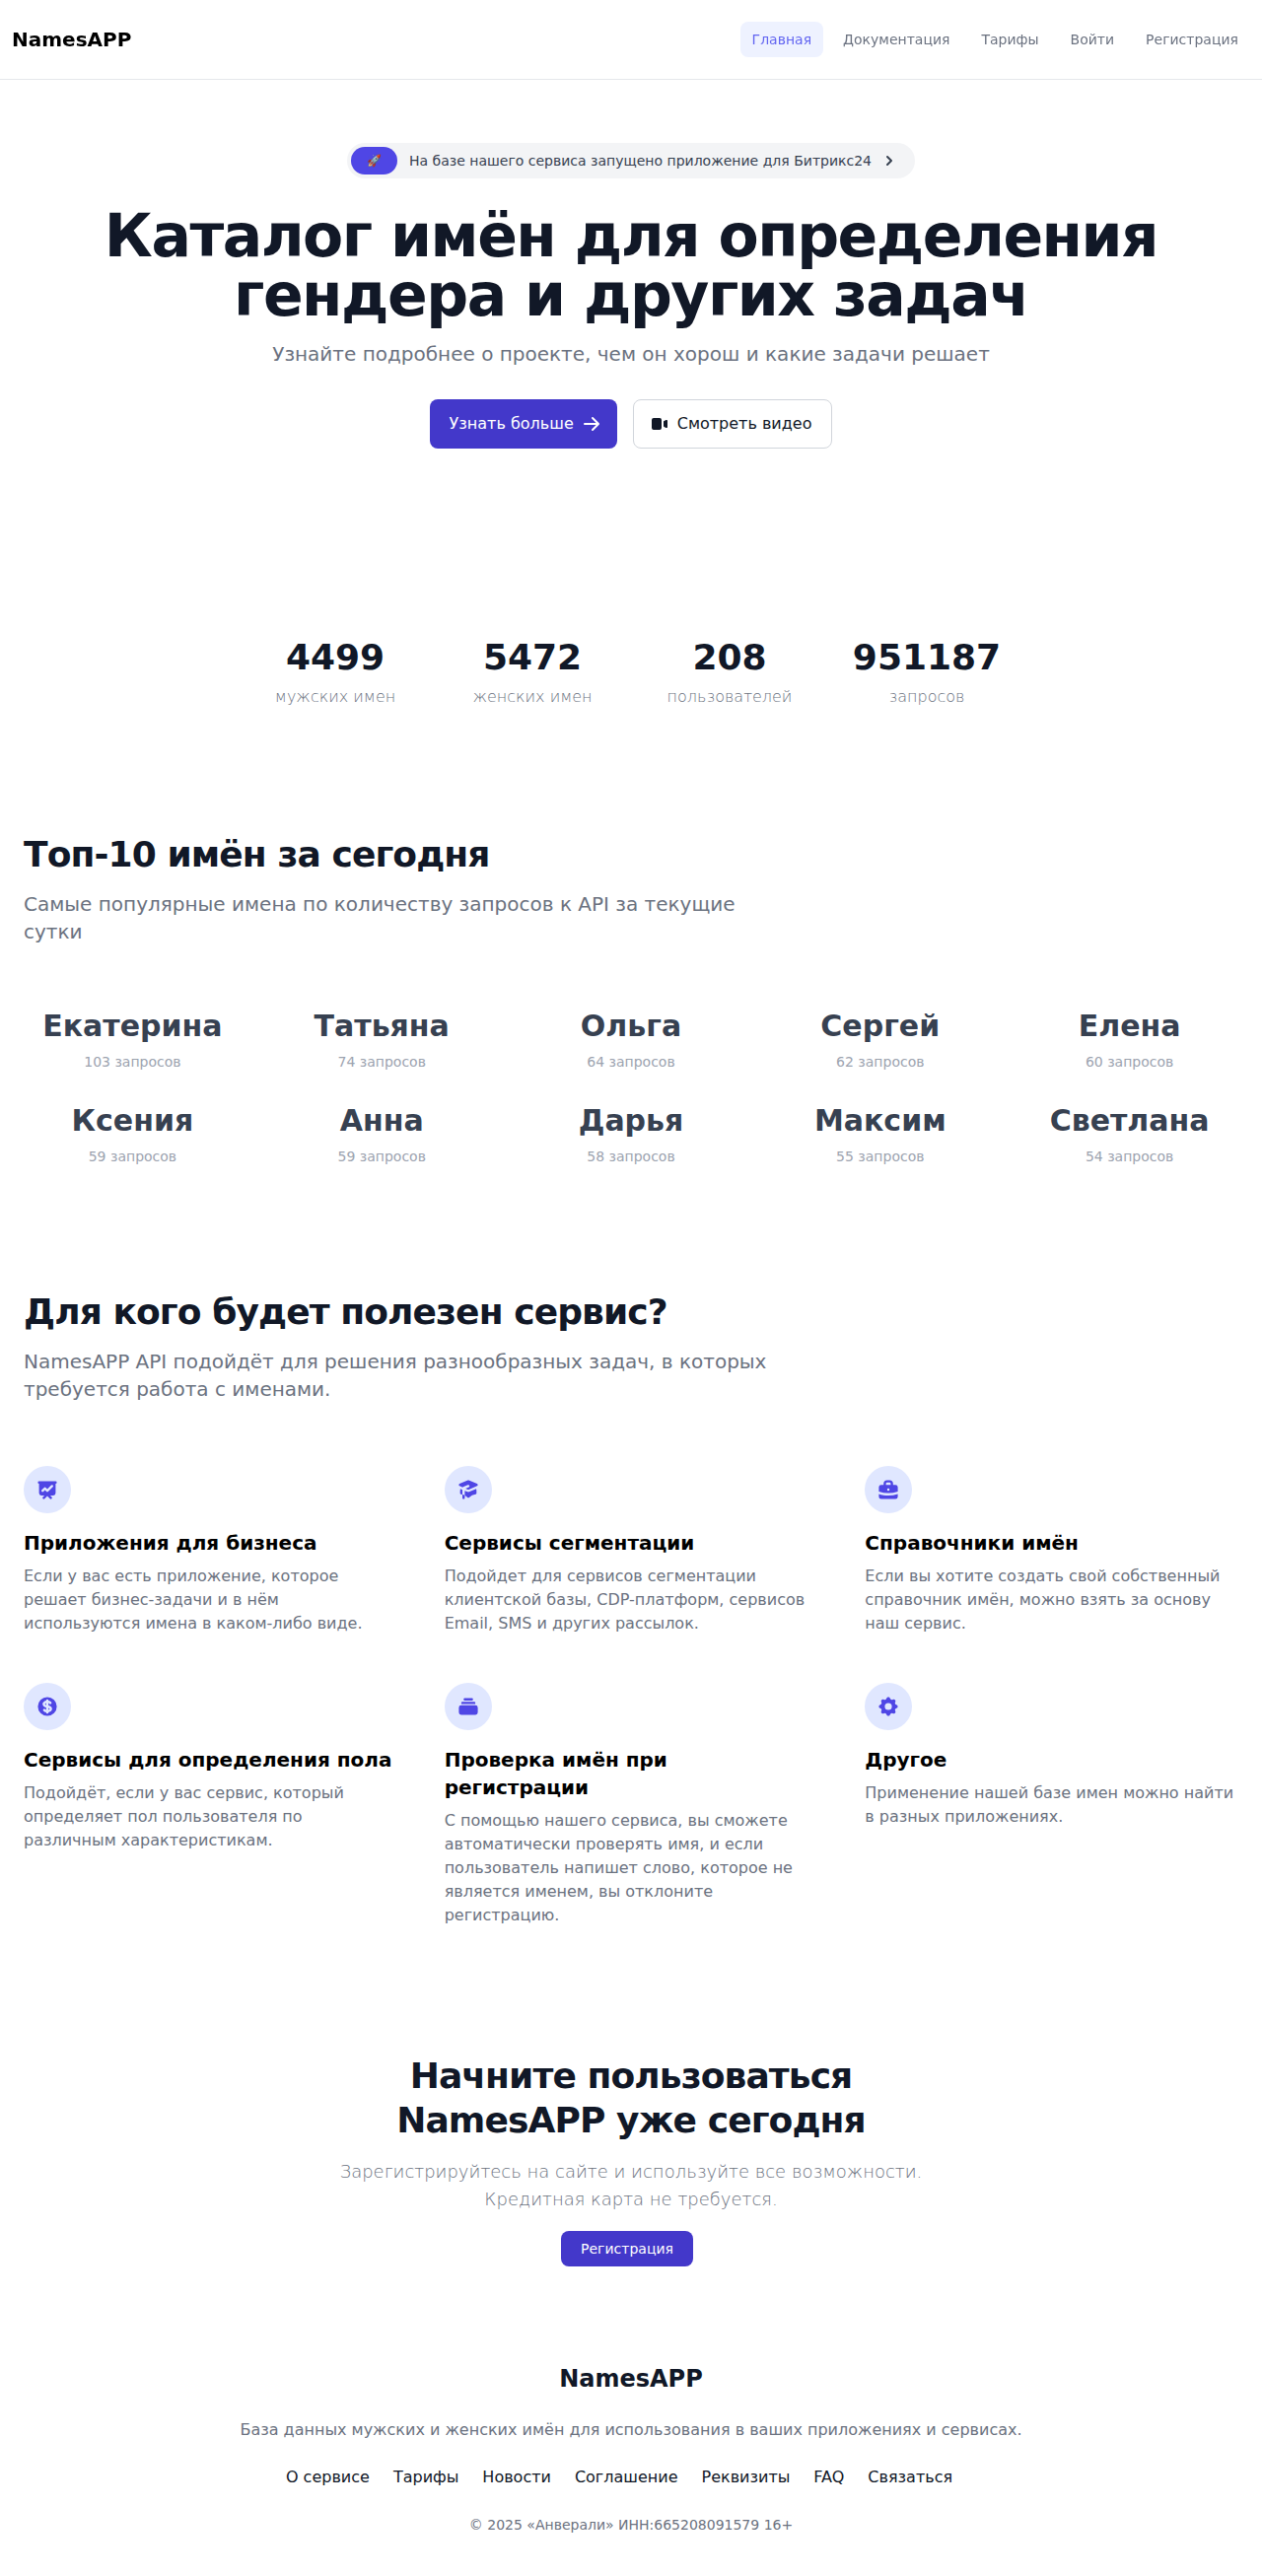 NamesAPP
Главная Документация Тарифы Войти Регистрация
🚀 На базе нашего сервиса запущено приложение для Битрикс24
Каталог имён для определения
гендера и других задач
Узнайте подробнее о проекте, чем он хорош и какие задачи решает
Узнать больше Смотреть видео
4499 5472 208 951187
мужских имен женских имен пользователей запросов
Топ-10 имён за сегодня
Самые популярные имена по количеству запросов к API за текущие
сутки
Екатерина Татьяна Ольга Сергей Елена
103 запросов 74 запросов 64 запросов 62 запросов 60 запросов
Ксения Анна Дарья Максим Светлана
59 запросов 59 запросов 58 запросов 55 запросов 54 запросов
Для кого будет полезен сервис?
NamesAPP API подойдёт для решения разнообразных задач, в которых
требуется работа с именами.
Приложения для бизнеса
Если у вас есть приложение, которое
решает бизнес-задачи и в нём
используются имена в каком-либо виде.
Сервисы сегментации
Подойдет для сервисов сегментации
клиентской базы, CDP-платформ, сервисов
Email, SMS и других рассылок.
Справочники имён
Если вы хотите создать свой собственный
справочник имён, можно взять за основу
наш сервис.
Сервисы для определения пола
Подойдёт, если у вас сервис, который
определяет пол пользователя по
различным характеристикам.
Проверка имён при
регистрации
С помощью нашего сервиса, вы сможете
автоматически проверять имя, и если
пользователь напишет слово, которое не
является именем, вы отклоните
регистрацию.
Другое
Применение нашей базе имен можно найти
в разных приложениях.
Начните пользоваться
NamesAPP уже сегодня
Зарегистрируйтесь на сайте и используйте все возможности.
Кредитная карта не требуется.
Регистрация
NamesAPP
База данных мужских и женских имён для использования в ваших приложениях и сервисах.
О сервисе Тарифы Новости Соглашение Реквизиты FAQ Связаться
© 2025 «Анверали» ИНН:665208091579 16+